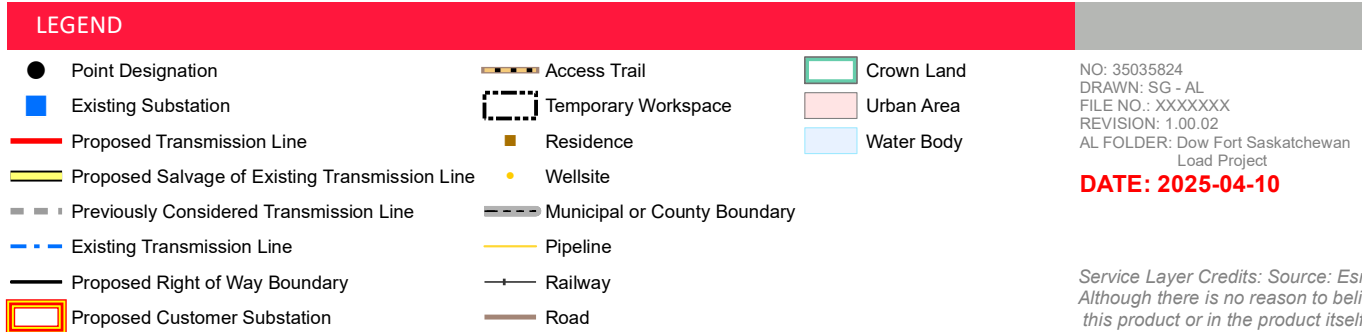 LEGEND
Point Designation
Existing Substation
Proposed Transmission Line
Proposed Salvage of Existing Transmission Line
Previously Considered Transmission Line
Existing Transmission Line
Proposed Right of Way Boundary
Proposed Customer Substation
Access Trail
Temporary Workspace
Residence
Wellsite
Municipal or County Boundary
Pipeline
Railway
Road
Crown Land
Urban Area
Water Body
NO: 35035824
DRAWN: SG - AL
FILE NO.: XXXXXXX
REVISION: 1.00.02
AL FOLDER: Dow Fort Saskatchewan
Load Project
DATE: 2025-04-10
Service Layer Credits: Source: Esri
Although there is no reason to beli
this product or in the product itself